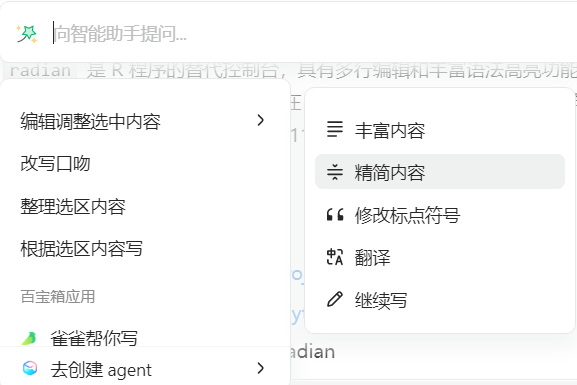 向智能助手提问...
radian 是 R 程序的替代控制台，具有多行编辑和丰富语法高亮功能
在
编辑调整选中内容
改写口吻
整理选区内容
根据选区内容写
百宝箱应用
雀雀帮你写
去创建 agent
丰富内容
精简内容
修改标点符号
翻译
继续写
adian